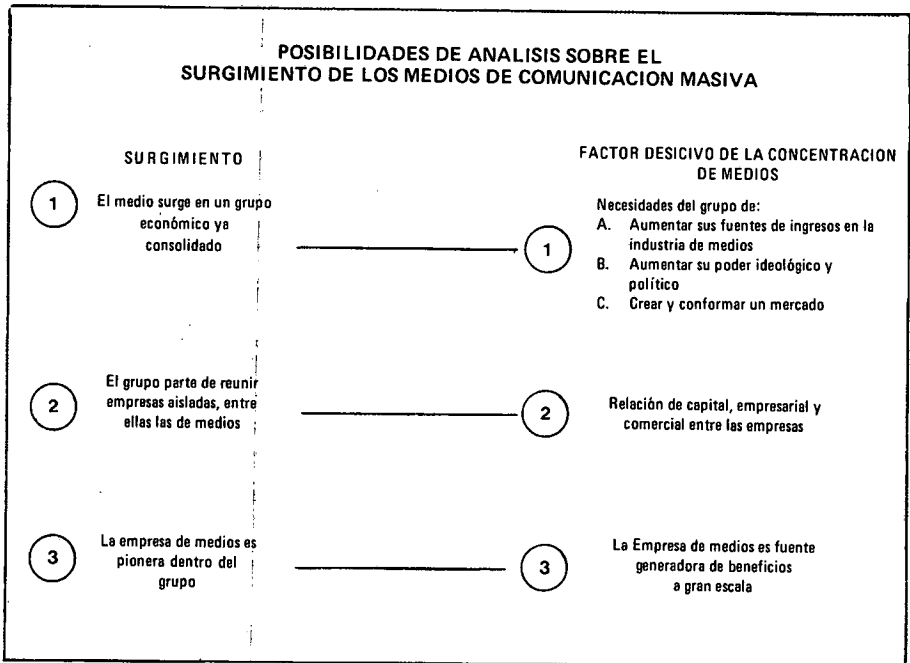 POSIBILIDADES DE ANALISIS SOBRE EL
SURGIMIENTO DE LOS MEDIOS DE COMUNICACION MASIVA
SURGIMIENTO
1
El medio surge en un grupo
económico ya
consolidado
FACTOR DESICIVO DE LA CONCENTRACION
DE MEDIOS
1
Necesidades del grupo de:
A. Aumentar sus fuentes de ingresos en la
industria de medios
B. Aumentar su poder ideológico y
político
C. Crear y conformar un mercado
2
El grupo parte de reunir
empresas aisladas, entre
ellas las de medios
2
Relación de capital, empresarial y
comercial entre las empresas
3
La empresa de medios es
pionera dentro del
grupo
3
La Empresa de medios es fuente
generadora de beneficios
a gran escala